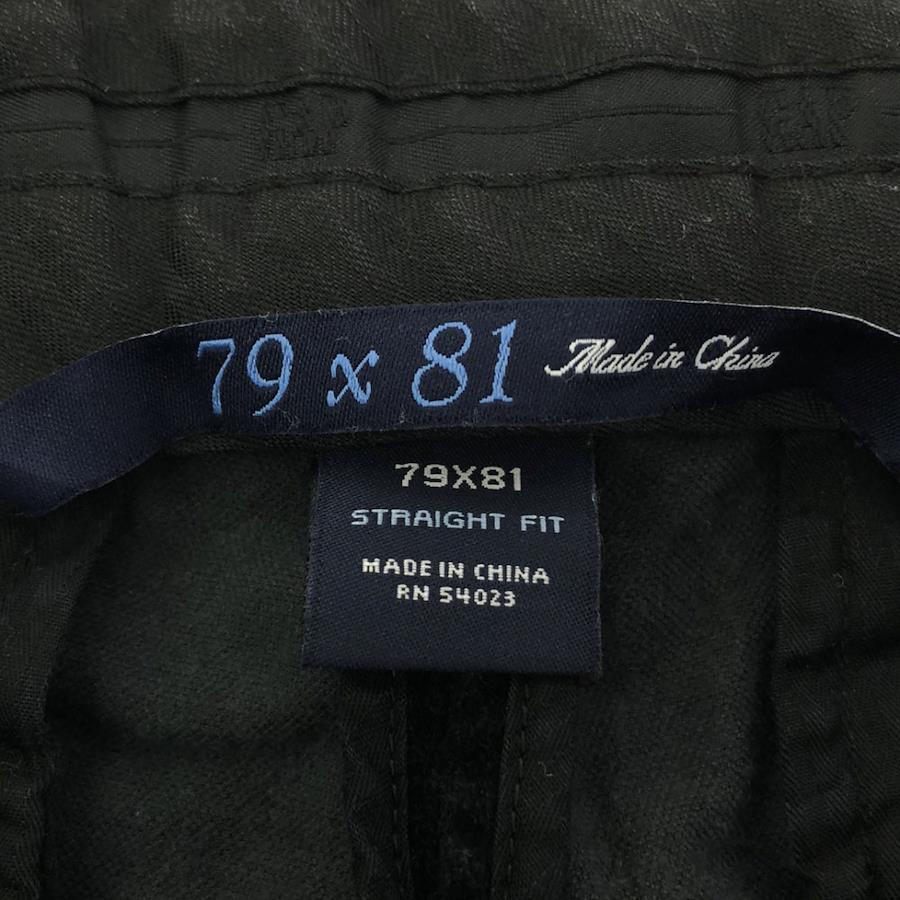 79 x 81 Made in China
79X81
STRAIGHT FIT
MADE IN CHINA
RN 54023